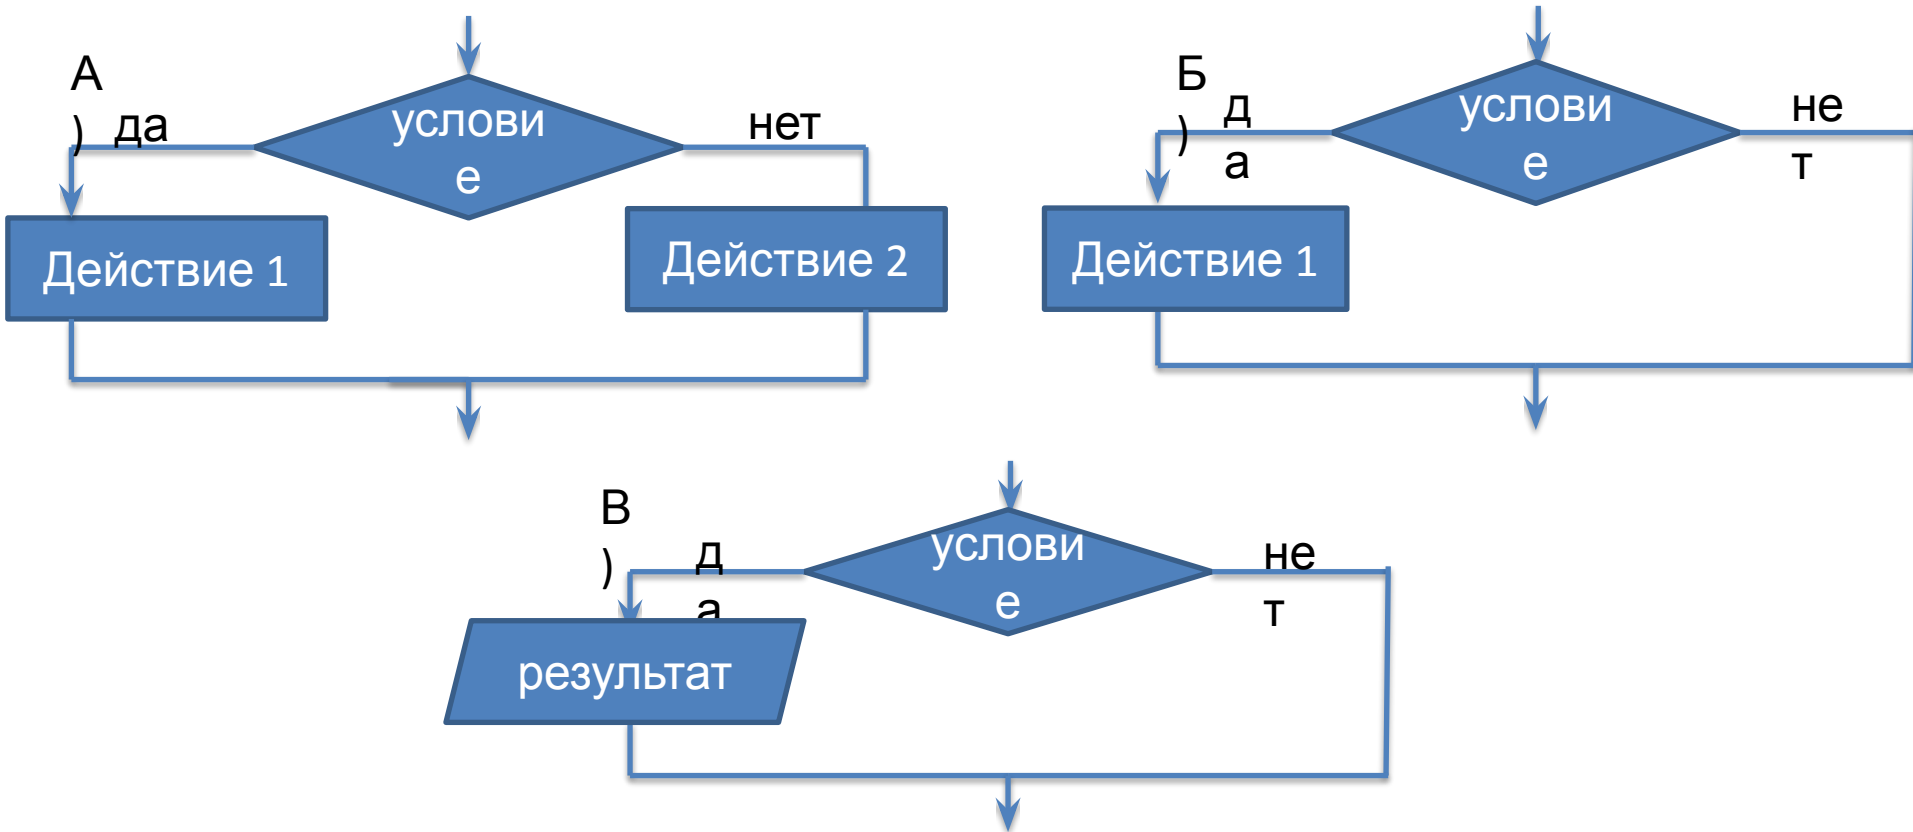 А
)
да
услови
е
нет
Действие 1
Действие 2
Б
)
д
а
услови
е
не
т
Действие 1
В
)
д
а
услови
е
не
т
результат